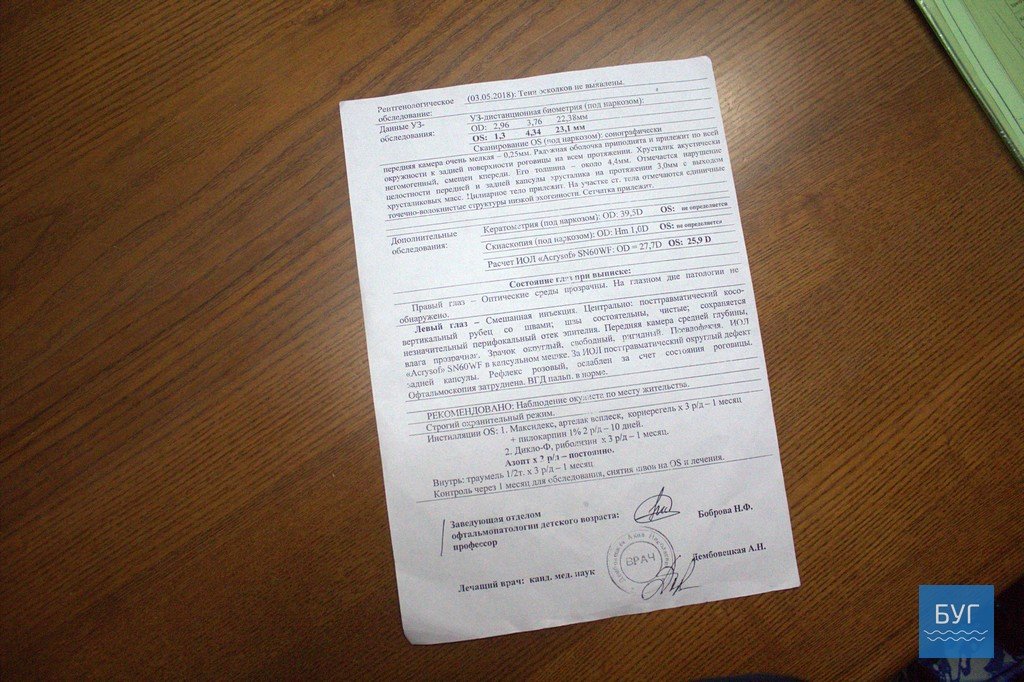 Рентгенологическое обследование: (03.05.2018): Тени осколков не выявлены.
Данные УЗ-обследования: УЗ-дистанционная биометрия (под наркозом):
OD: 2,96 3,76 22,38мм
OS: 1,3 4,34 23,1 мм
Сканирование OS (под наркозом): сонографически
передняя камера очень мелкая – 0,25мм. Радужная оболочка приподнята и прилежит по всей
окружности к задней поверхности роговицы на всем протяжении. Хрусталик акустически
негомогенный, смещен кпереди. Его толщина – около 4,4мм. Отмечается нарушение
целостности передней и задней капсулы хрусталика на протяжении 3,0мм с выходом
хрусталиковых масс. Цилиарное тело прилежит. На участке ст. тела отмечаются единичные
точечно-волокнистые структуры низкой эхогенности. Сетчатка прилежит.
Дополнительные обследования: Кератометрия (под наркозом): OD: 39,5D OS: не определяется
Скиаскопия (под наркозом): OD: Hm 1,0D OS: не определяется
Расчет ИОЛ «Acrysof» SN60WF: OD = 27,7D OS: 25,9 D
Состояние глаз при выписке:
Правый глаз – Оптические среды прозрачны. На глазном дне патологии не
обнаружено.
Левый глаз – Смешанная инъекция. Центрально: посттравматический косо-
вертикальный рубец со швами; швы состоятельны, чистые; сохраняется
незначительный перифокальный отек эпителия. Передняя камера средней глубины,
влага прозрачная. Зрачок округлый, свободный, ригидный. Псевдофакия. ИОЛ
«Acrysof» SN60WF в капсульном мешке. За ИОЛ посттравматический округлый дефект
задней капсулы. Рефлекс розовый, ослаблен за счет состояния роговицы.
Офтальмоскопия затруднена. ВГД пальп. в норме.
РЕКОМЕНДОВАНО: Наблюдение окулиста по месту жительства.
Строгий охранительный режим.
Инстилляции OS: 1. Максидекс, артелак всплеск, корнерегель х 3 р/д – 1 месяц
+ пилокарпин 1% 2 р/д – 10 дней.
2. Дикло-Ф, риболизин х 3 р/д – 1 месяц.
Азопт х 2 р/д – постоянно.
Внутрь: траумель 1/2т. х 3 р/д – 1 месяц
Контроль через 1 месяц для обследования, снятия швов на OS и лечения.
Заведующая отделом
офтальмопатологии детского возраста: Боброва Н.Ф.
профессор
ВРАЧ
Лечащий врач: канд. мед. наук Дембовецкая А.Н.
БУГ